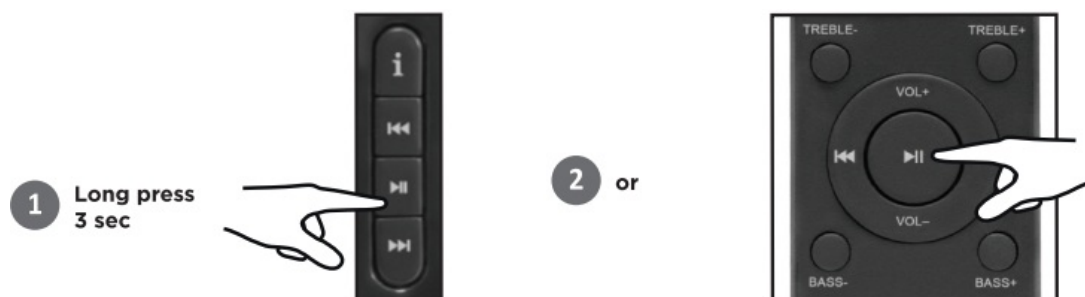 TREBLE- TREBLE+
i
VOL+
1 Long press
3 sec
2 or
VOL–
BASS- BASS+